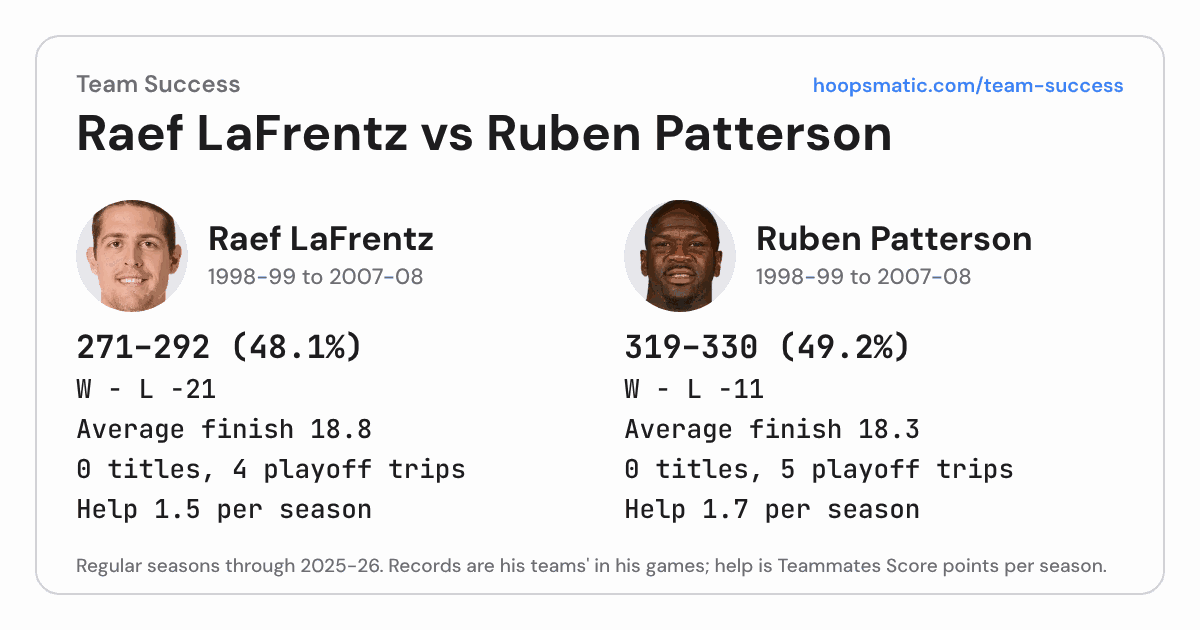 Team Success
hoopsmatic.com/team-success
Raef LaFrentz vs Ruben Patterson
Raef LaFrentz
1998–99 to 2007–08
271–292 (48.1%)
W - L -21
Average finish 18.8
0 titles, 4 playoff trips
Help 1.5 per season
Ruben Patterson
1998–99 to 2007–08
319–330 (49.2%)
W - L -11
Average finish 18.3
0 titles, 5 playoff trips
Help 1.7 per season
Regular seasons through 2025–26. Records are his teams' in his games; help is Teammates Score points per season.